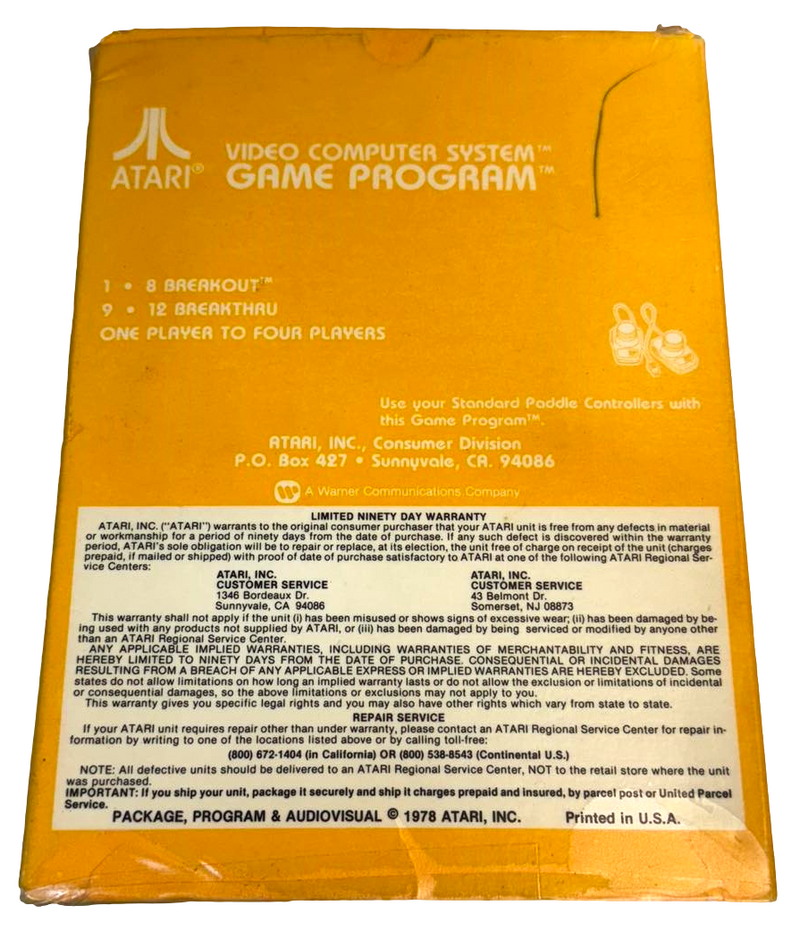 VIDEO COMPUTER SYSTEM™
ATARI® GAME PROGRAM™
1 • 8 BREAKOUT™
9 • 12 BREAKTHRU
ONE PLAYER TO FOUR PLAYERS
Use your Standard Paddle Controllers with
this Game Program™.
ATARI, INC., Consumer Division
P.O. Box 427 • Sunnyvale, CA. 94086
A Warner Communications Company
LIMITED NINETY DAY WARRANTY
ATARI, INC. ("ATARI") warrants to the original consumer purchaser that your ATARI unit is free from any defects in material
or workmanship for a period of ninety days from the date of purchase. If any such defect is discovered within the warranty
period, ATARI's sole obligation will be to repair or replace, at its election, the unit free of charge on receipt of the unit (charges
prepaid, if mailed or shipped) with proof of date of purchase satisfactory to ATARI at one of the following ATARI Regional Ser-
vice Centers:
ATARI, INC. ATARI, INC.
CUSTOMER SERVICE CUSTOMER SERVICE
1346 Bordeaux Dr. 43 Belmont Dr.
Sunnyvale, CA 94086 Somerset, NJ 08873
This warranty shall not apply if the unit (i) has been misused or shows signs of excessive wear; (ii) has been damaged by be-
ing used with any products not supplied by ATARI, or (iii) has been damaged by being serviced or modified by anyone other
than an ATARI Regional Service Center.
ANY APPLICABLE IMPLIED WARRANTIES, INCLUDING WARRANTIES OF MERCHANTABILITY AND FITNESS, ARE
HEREBY LIMITED TO NINETY DAYS FROM THE DATE OF PURCHASE. CONSEQUENTIAL OR INCIDENTAL DAMAGES
RESULTING FROM A BREACH OF ANY APPLICABLE EXPRESS OR IMPLIED WARRANTIES ARE HEREBY EXCLUDED. Some
states do not allow limitations on how long an implied warranty lasts or do not allow the exclusion or limitations of incidental
or consequential damages, so the above limitations or exclusions may not apply to you.
This warranty gives you specific legal rights and you may also have other rights which vary from state to state.
REPAIR SERVICE
If your ATARI unit requires repair other than under warranty, please contact an ATARI Regional Service Center for repair in-
formation by writing to one of the locations listed above or by calling toll-free:
(800) 672-1404 (in California) OR (800) 538-8543 (Continental U.S.)
NOTE: All defective units should be delivered to an ATARI Regional Service Center, NOT to the retail store where the unit
was purchased.
IMPORTANT: If you ship your unit, package it securely and ship it charges prepaid and insured, by parcel post or United Parcel
Service.
PACKAGE, PROGRAM & AUDIOVISUAL © 1978 ATARI, INC. Printed in U.S.A.